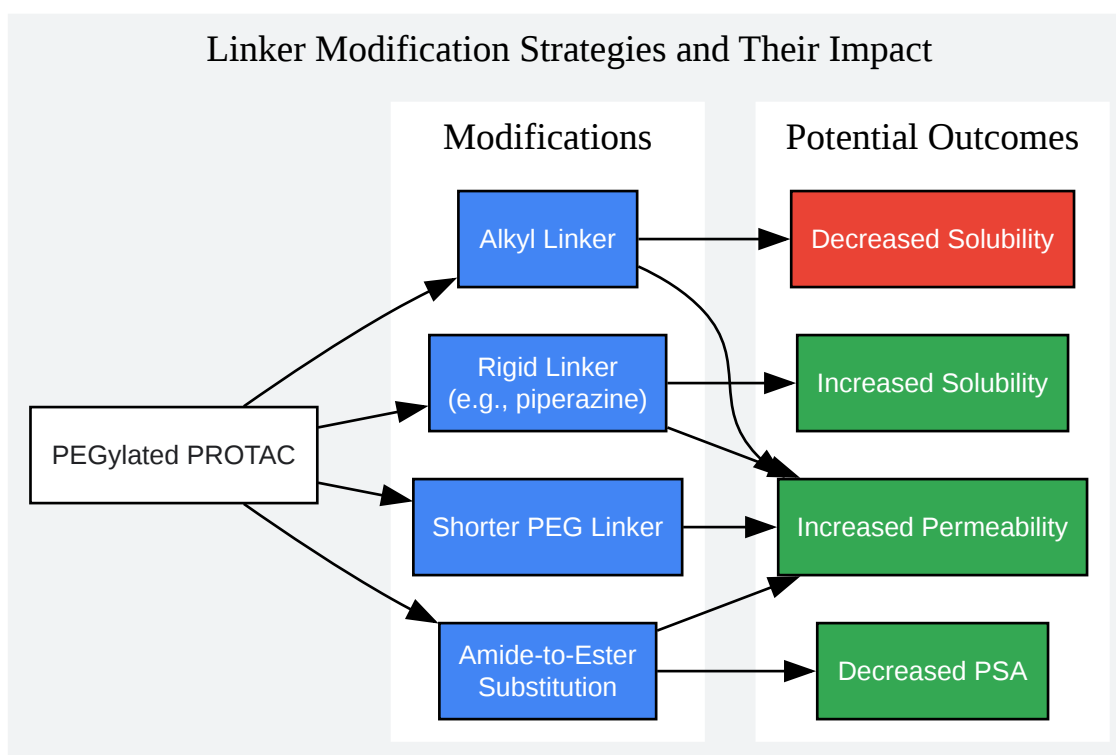 Linker Modification Strategies and Their Impact
Modifications
Potential Outcomes
Alkyl Linker
Decreased Solubility
Rigid Linker
(e.g., piperazine)
Increased Solubility
PEGylated PROTAC
Shorter PEG Linker
Increased Permeability
Amide-to-Ester
Substitution
Decreased PSA